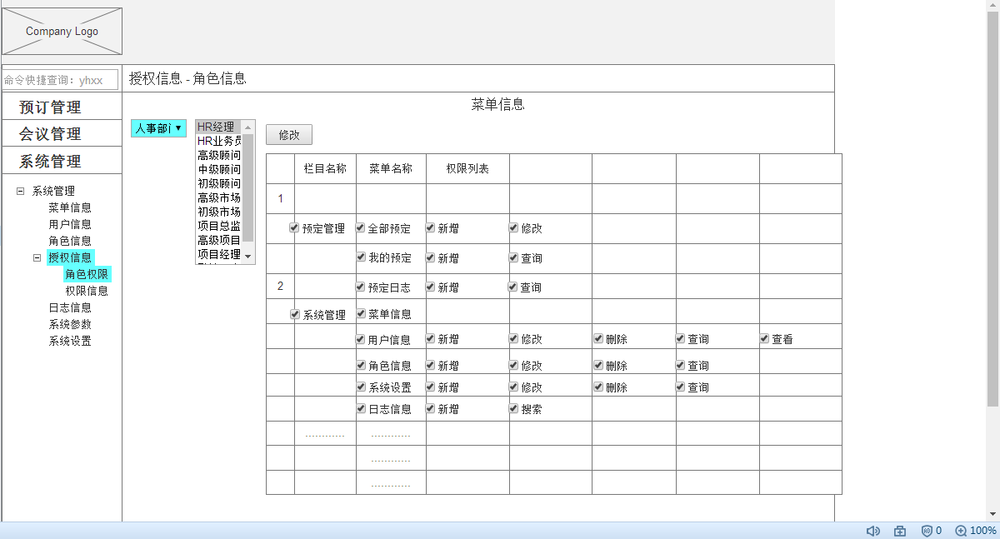 Company Logo
命令快捷查询：yhxx
授权信息 - 角色信息
预订管理
会议管理
系统管理
系统管理
菜单信息
用户信息
角色信息
授权信息
角色权限
权限信息
日志信息
系统参数
系统设置
菜单信息
人事部
HR经理
HR业务员
高级顾问
中级顾问
初级顾问
高级市场
初级市场
项目总监
高级项目
项目经理
修改
栏目名称 菜单名称 权限列表
1
预定管理 全部预定 新增 修改
我的预定 新增 查询
2 预定日志 新增 查询
系统管理 菜单信息
用户信息 新增 修改 删除 查询 查看
角色信息 新增 修改 删除 查询
系统设置 新增 修改 删除 查询
日志信息 新增 搜索
............ ............
............
............
0 100%